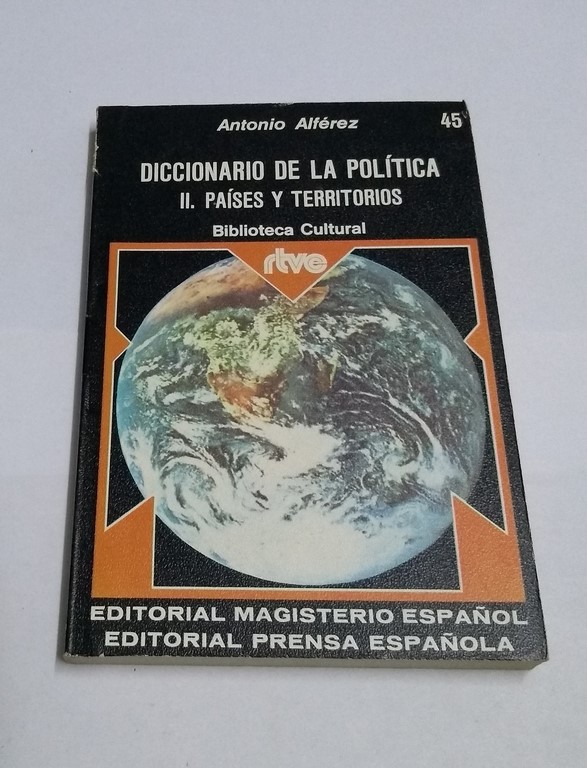 Antonio Alférez 45
DICCIONARIO DE LA POLÍTICA
II. PAÍSES Y TERRITORIOS
Biblioteca Cultural
rtve
EDITORIAL MAGISTERIO ESPAÑOL
EDITORIAL PRENSA ESPAÑOLA